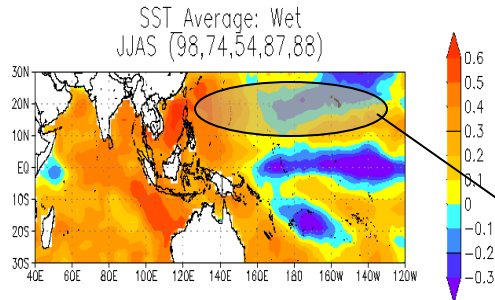 SST Average: Wet
JJAS (98,74,54,87,88)
30N
20N
10N
EQ
10S
20S
30S
40E 60E 80E 100E 120E 140E 160E 180 160W 140W 120W
0.6
0.5
0.4
0.3
0.2
0.1
0
-0.1
-0.2
-0.3